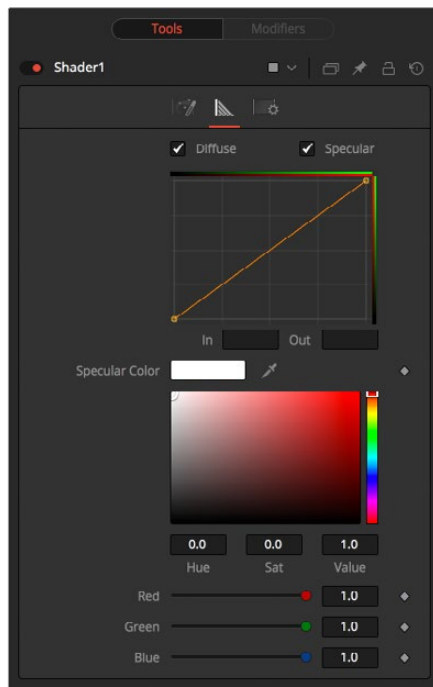 Tools Modifiers
Shader1
Diffuse Specular
In Out
Specular Color
0.0 0.0 1.0
Hue Sat Value
Red 1.0
Green 1.0
Blue 1.0